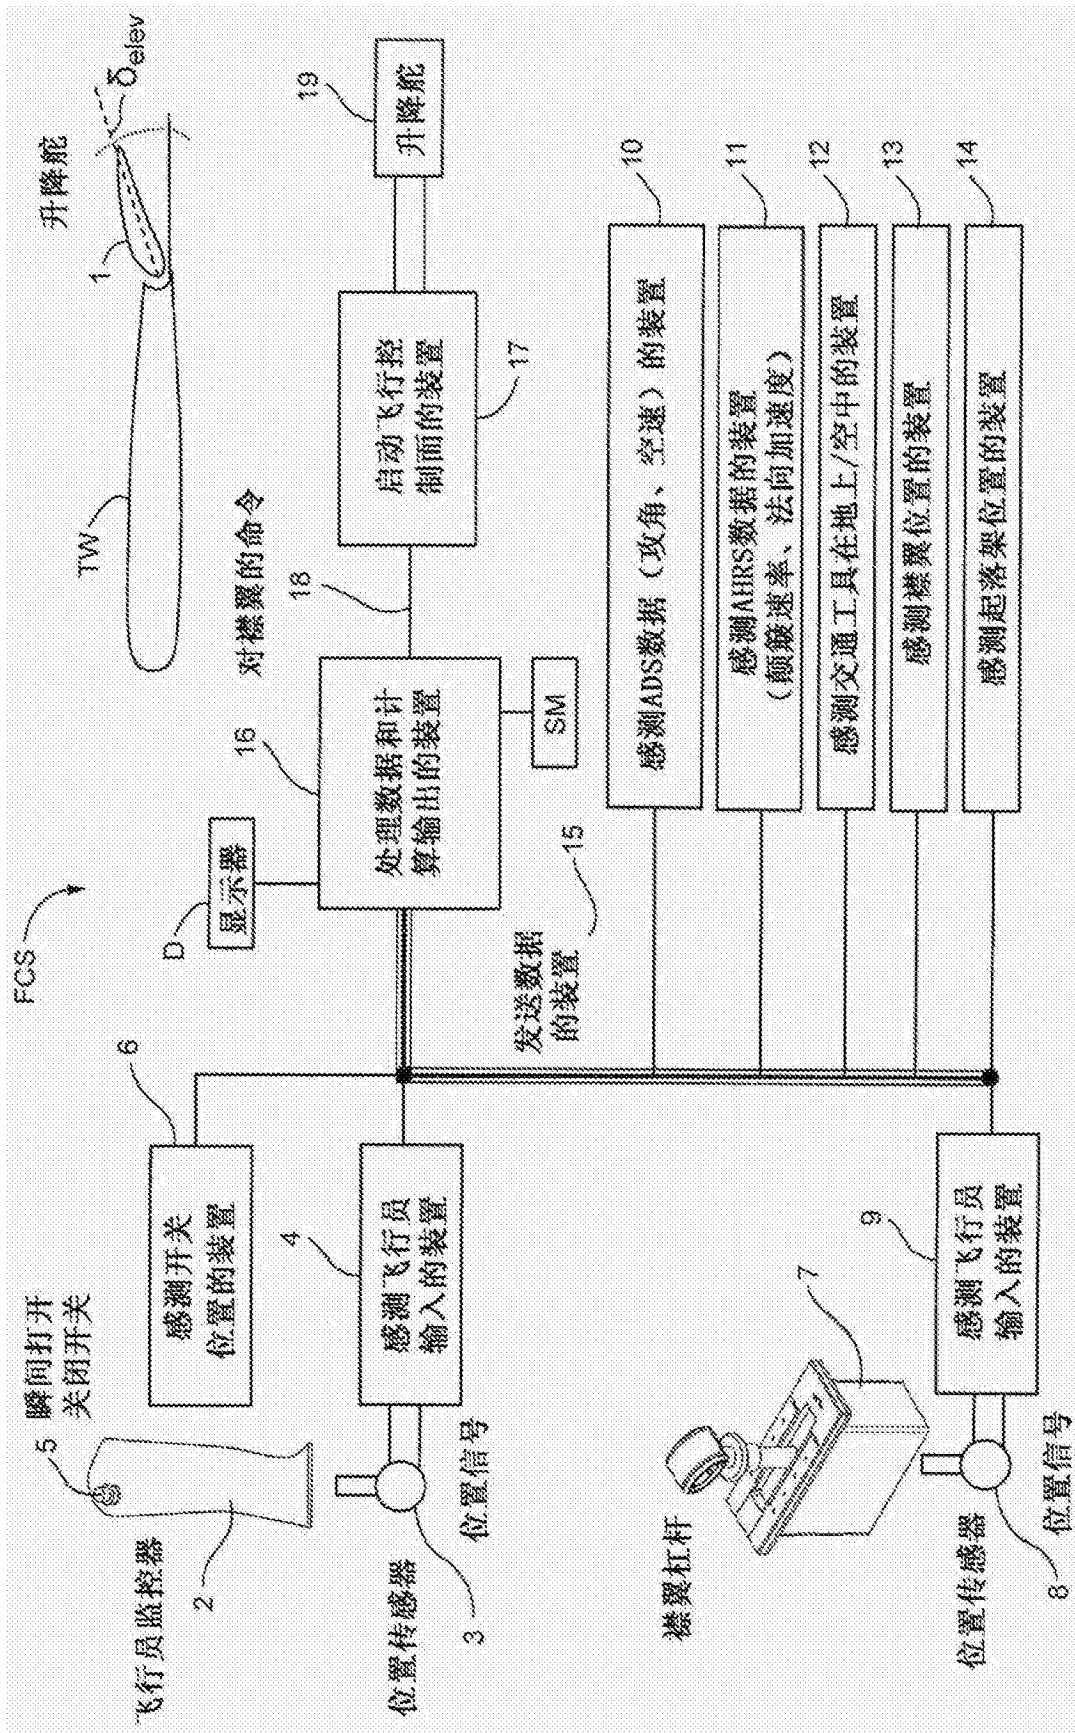 FCS
飞行员监控器
2
5
瞬间打开
关闭开关
6
感测开关
位置的装置
位置传感器
3
位置信号
4
感测飞行员
输入的装置
D
显示器
16
处理数据和计
算输出的装置
SM
对襟翼的命令
18
启动飞行控
制面的装置
17
19
升降舵
TW
1
升降舵
δelev
发送数据
的装置
15
襟翼杠杆
7
位置传感器
8
位置信号
9
感测飞行员
输入的装置
感测ADS数据（攻角、空速）的装置
10
感测AHRS数据的装置
（颠簸速率、法向加速度）
11
感测交通工具在地上/空中的装置
12
感测襟翼位置的装置
13
感测起落架位置的装置
14